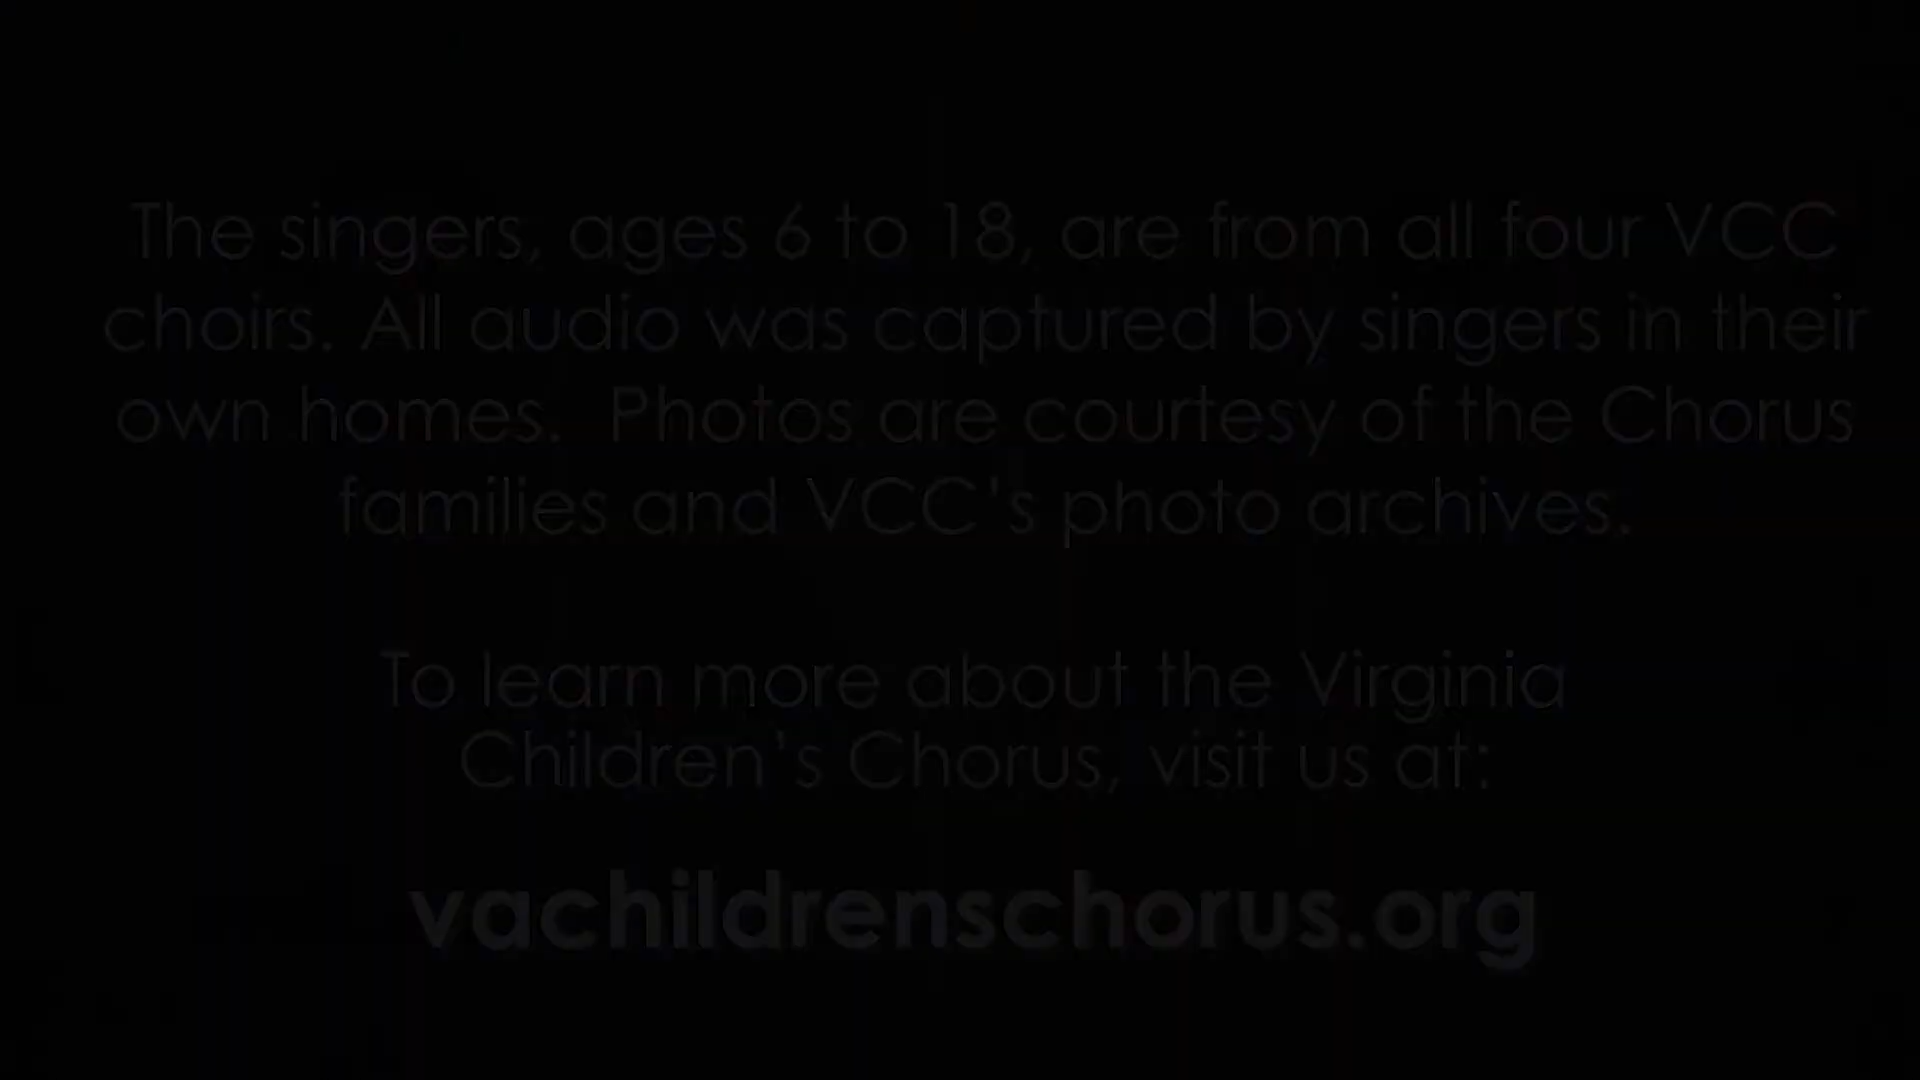 The singers, ages 6 to 18, are from all four VCC
choirs. All audio was captured by singers in their
own homes.  Photos are courtesy of the Chorus
families and VCC's photo archives.
To learn more about the Virginia
Children's Chorus, visit us at:
vachildrenschorus.org